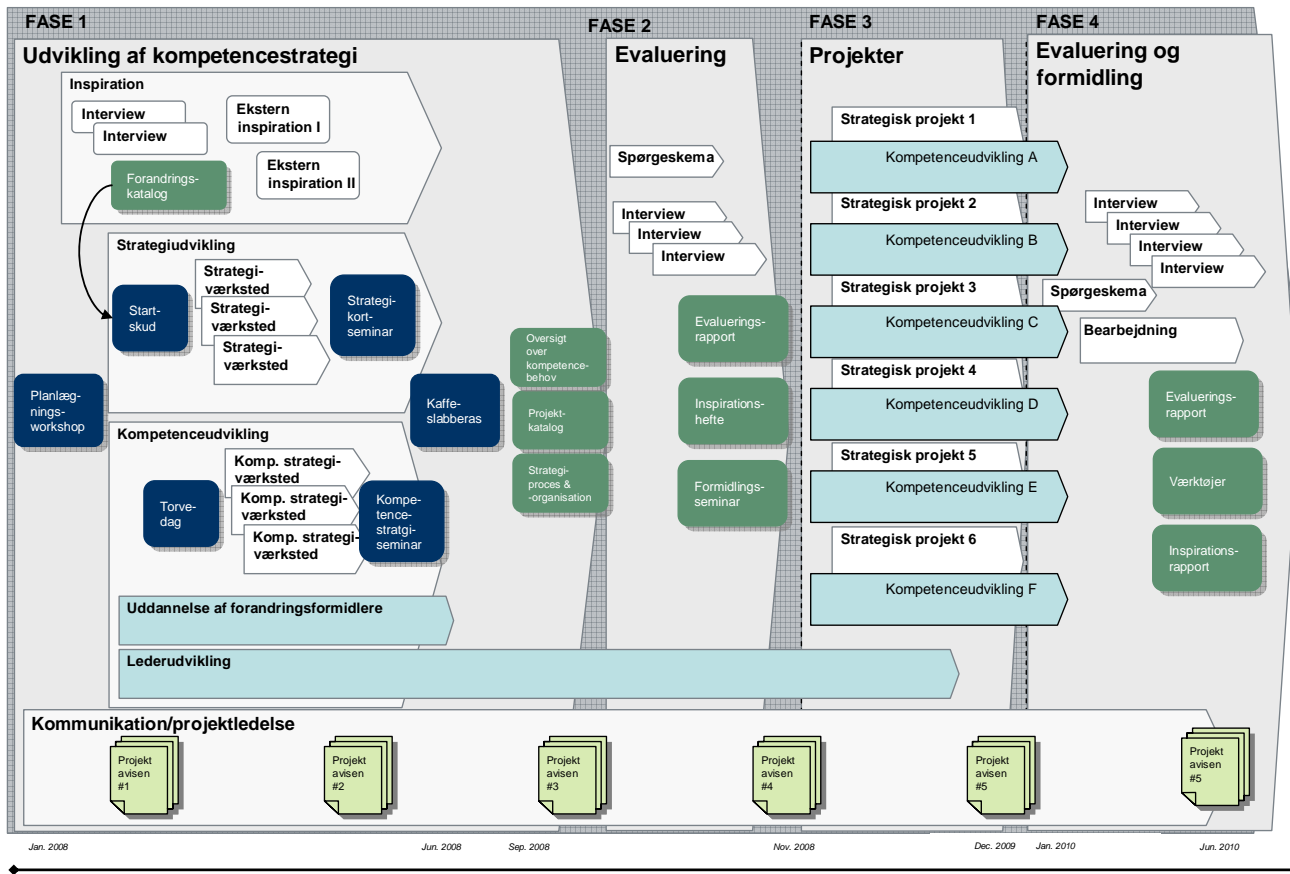 FASE 1
Udvikling af kompetencestrategi
Inspiration
Interview
Interview
Ekstern
inspiration I
Ekstern
inspiration II
Forandrings-
katalog
Strategiudvikling
Start-
skud
Strategi-
værksted
Strategi-
værksted
Strategi-
værksted
Strategi-
kort-
seminar
Planlæg-
nings-
workshop
Kaffe-
slabberas
Kompetenceudvikling
Torve-
dag
Komp. strategi-
værksted
Komp. strategi-
værksted
Komp. strategi-
værksted
Kompe-
tence-
stratgi-
seminar
Oversigt
over
kompetence-
behov
Projekt-
katalog
Strategi-
proces &
-organisation
Uddannelse af forandringsformidlere
Lederudvikling
FASE 2
Evaluering
Spørgeskema
Interview
Interview
Interview
Evaluerings-
rapport
Inspirations-
hefte
Formidlings-
seminar
FASE 3
Projekter
Strategisk projekt 1
Kompetenceudvikling A
Strategisk projekt 2
Kompetenceudvikling B
Strategisk projekt 3
Kompetenceudvikling C
Strategisk projekt 4
Kompetenceudvikling D
Strategisk projekt 5
Kompetenceudvikling E
Strategisk projekt 6
Kompetenceudvikling F
FASE 4
Evaluering og
formidling
Interview
Interview
Interview
Interview
Spørgeskema
Bearbejdning
Evaluerings-
rapport
Værktøjer
Inspirations-
rapport
Kommunikation/projektledelse
Projekt
avisen
#1
Projekt
avisen
#2
Projekt
avisen
#3
Projekt
avisen
#4
Projekt
avisen
#5
Projekt
avisen
#5
Jan. 2008
Jun. 2008
Sep. 2008
Nov. 2008
Dec. 2009
Jan. 2010
Jun. 2010